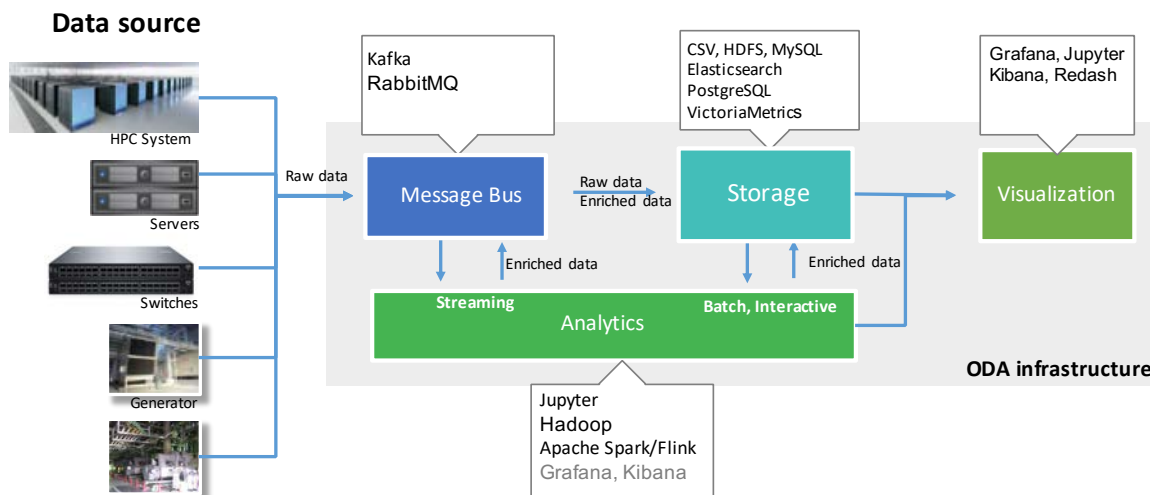 Data source
HPC System
Servers
Switches
Generator
Raw data
Kafka
RabbitMQ
Message Bus
Raw data
Enriched data
CSV, HDFS, MySQL
Elasticsearch
PostgreSQL
VictoriaMetrics
Storage
Grafana, Jupyter
Kibana, Redash
Visualization
Enriched data
Enriched data
Streaming
Batch, Interactive
Analytics
ODA infrastructure
Jupyter
Hadoop
Apache Spark/Flink
Grafana, Kibana